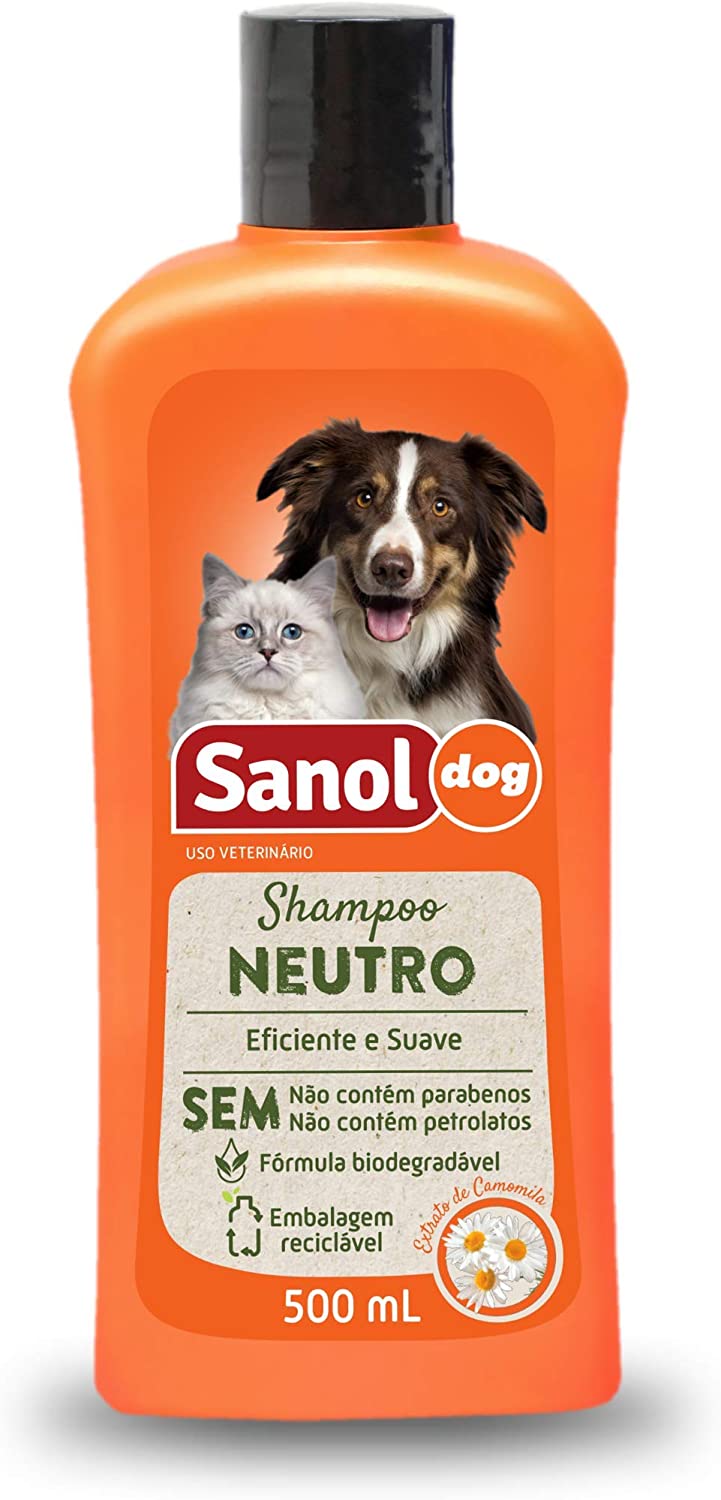 Sanol dog
USO VETERINÁRIO
Shampoo
NEUTRO
Eficiente e Suave
SEM Não contém parabenos
Não contém petrolatos
Fórmula biodegradável
Embalagem
reciclável
Extrato de Camomila
500 mL